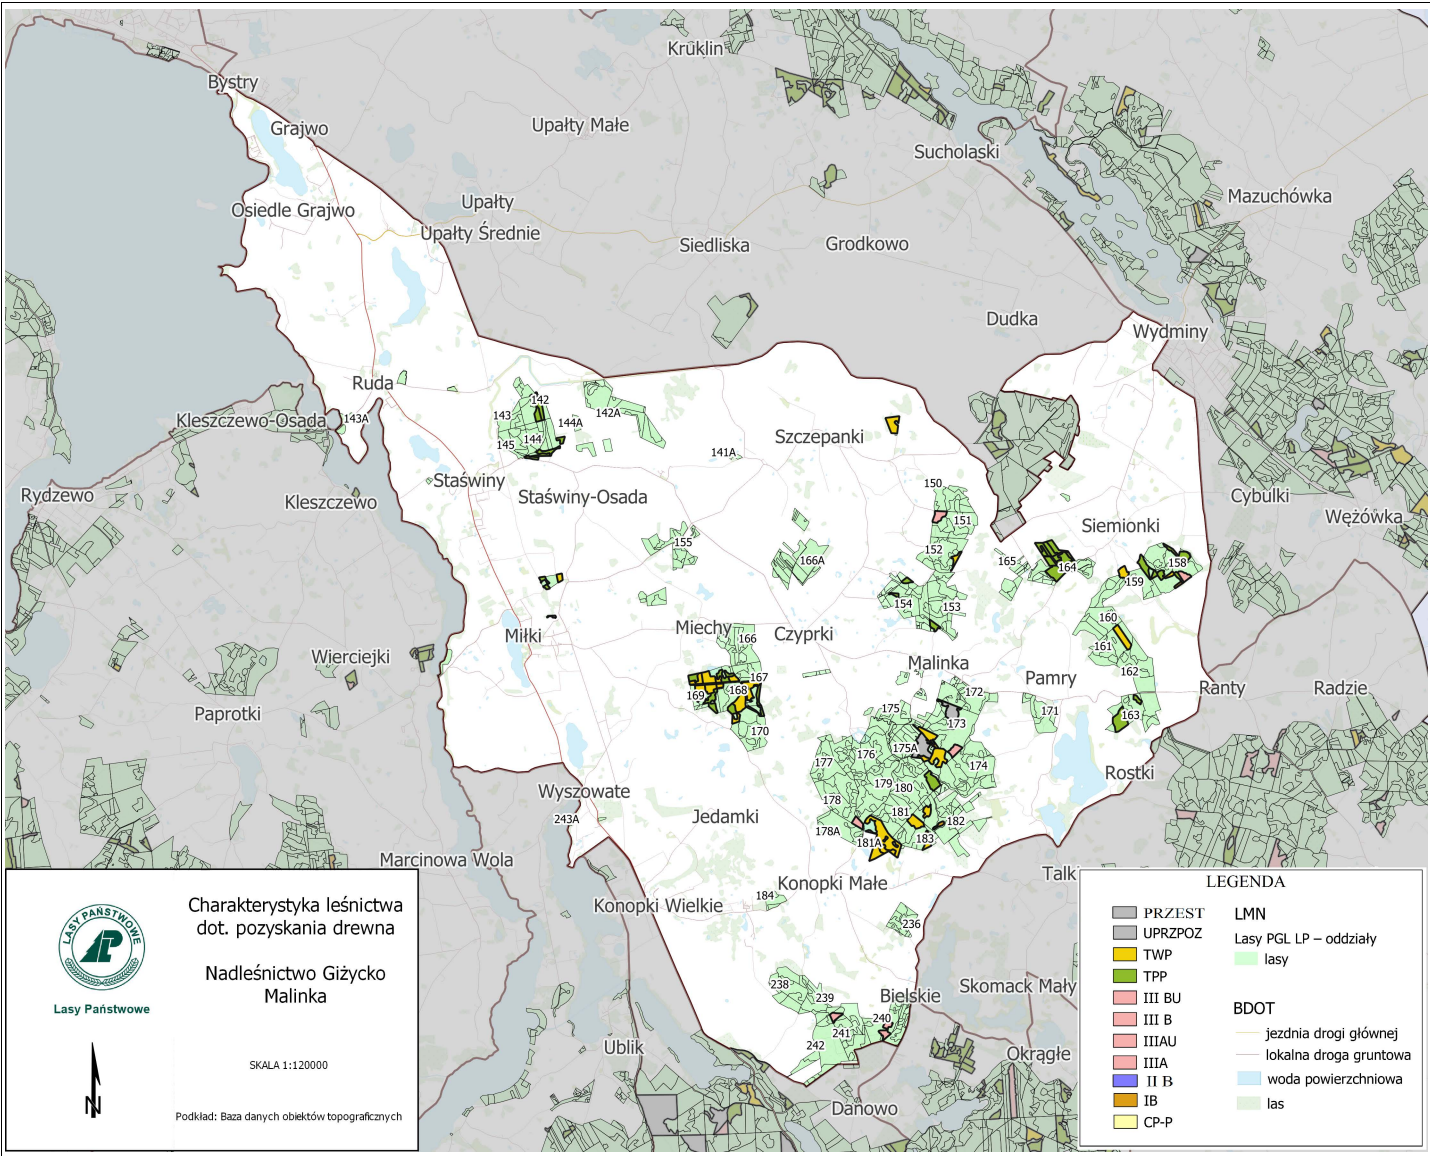 Kruklin
Bystry
Grajwo
Upałty Małe
Sucholaski
Mazuchówka
Osiedle Grajwo
Upałty
Upałty Średnie
Siedliska
Grodkowo
Dudka
Wydminy
Ruda
Kleszczewo-Osada
143A
142
143
144A
142A
145
144
141A
Szczepanki
Staświny
Staświny-Osada
Rydzewo
Kleszczewo
150
151
152
Siemionki
Cybulki
Wężówka
155
166A
165
164
158
159
154
153
Miłki
Miechy
166
Czyprki
160
161
162
Wierciejki
Malinka
Pamry
Ranty
Radzie
167
168
169
170
172
173
171
163
175
175A
176
177
174
Paprotki
Rostki
179
180
178
181
182
178A
183
181A
Wyszowate
243A
Jedamki
Marcinowa Wola
Konopki Małe
184
Konopki Wielkie
236
238
239
240
241
242
Bielskie
Skomack Mały
Talki
Okrągłe
Ublik
Danowo
LASY PAŃSTWOWE
Lasy Państwowe
Charakterystyka leśnictwa
dot. pozyskania drewna
Nadleśnictwo Giżycko
Malinka
SKALA 1:120000
N
Podkład: Baza danych obiektów topograficznych
LEGENDA
PRZEST
UPRZPOZ
TWP
TPP
III BU
III B
IIIAU
IIIA
II B
IB
CP-P
LMN
Lasy PGL LP – oddziały
lasy
BDOT
jezdnia drogi głównej
lokalna droga gruntowa
woda powierzchniowa
las